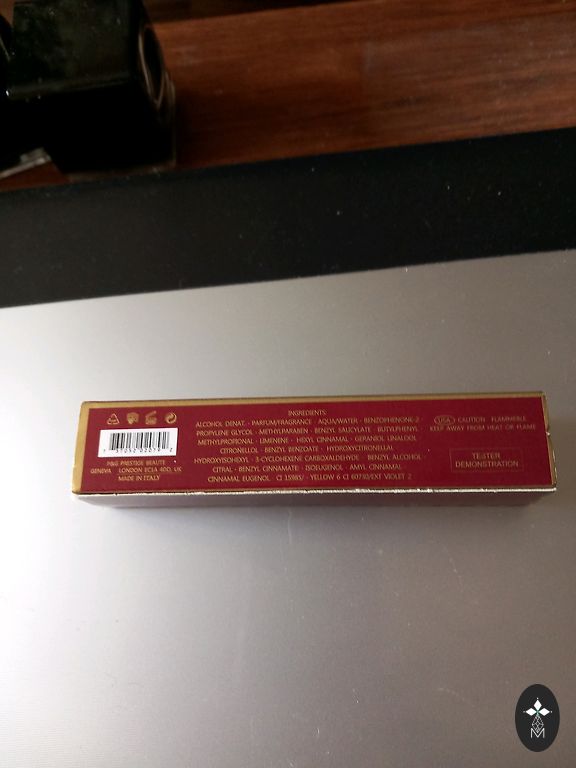 INGREDIENTS:
ALCOHOL DENAT. · PARFUM/FRAGRANCE · AQUA/WATER · BENZOPHENONE-2
PROPYLENE GLYCOL · METHYLPARABEN · BENZYL SALICYLATE · BUTYLPHENYL
METHYLPROPIONAL · LIMENENE · HEXYL CINNAMAL · GERANIOL LINALOOL
CITRONELLOL · BENZYL BENZOATE · HYDROXYCITRONELLAL
HYDROXYISOHEXYL · 3-CYCLOHEXENE CARBOXALDEHYDE · BENZYL ALCOHOL
CITRAL · BENZYL CINNAMATE · ISOEUGENOL · AMYL CINNAMAL
CINNAMAL EUGENOL · CI 15985/ · YELLOW 6 CI 60730/EXT VIOLET 2
P&G PRESTIGE BEAUTE
GENEVA · LONDON EC1A 4DD, UK
MADE IN ITALY
USA CAUTION FLAMMEBLE
KEEP AWAY FROM HEAT OR FLAME
TESTER
DEMONSTRATION
M